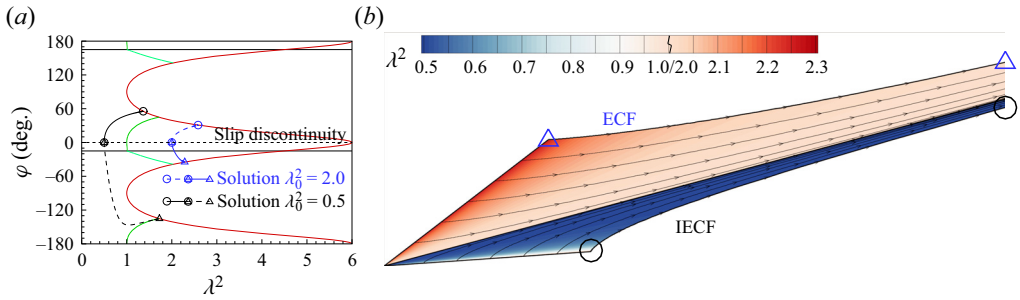 (a)
(b)
180
120
60
0
−60
−120
−180
φ (deg.)
Slip discontinuity
Solution λ₀² = 2.0
Solution λ₀² = 0.5
0 1 2 3 4 5 6
λ²
λ²
0.5 0.6 0.7 0.8 0.9 1.0/2.0 2.1 2.2 2.3
ECF
IECF